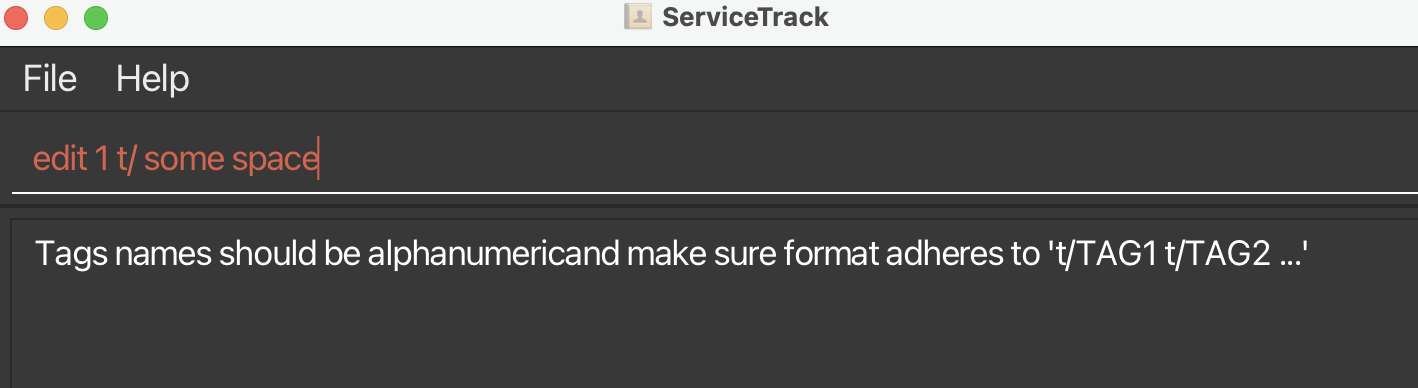 ServiceTrack
File Help
edit 1 t/ some space
Tags names should be alphanumericand make sure format adheres to 't/TAG1 t/TAG2 ...'